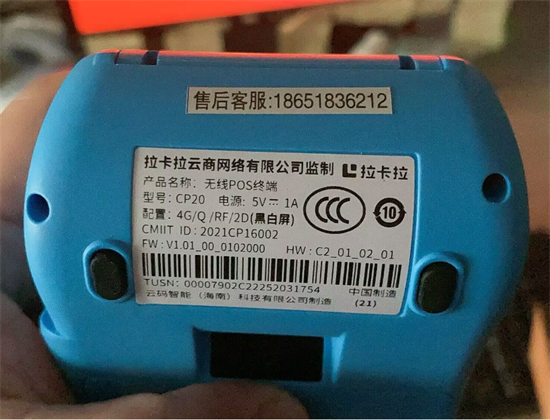 售后客服:18651836212
拉卡拉云商网络有限公司监制 拉卡拉
产品名称: 无线POS终端
型号: CP20 电源: 5V⎓1A
配置: 4G/Q/RF/2D(黑白屏)
CMIIT ID: 2021CP16002
FW: V1.01_00_0102000 HW: C2_01_02_01
CCC
10
TUSN: 00007902C22252031754 中国制造
云码智能(海南)科技有限公司制造 (21)